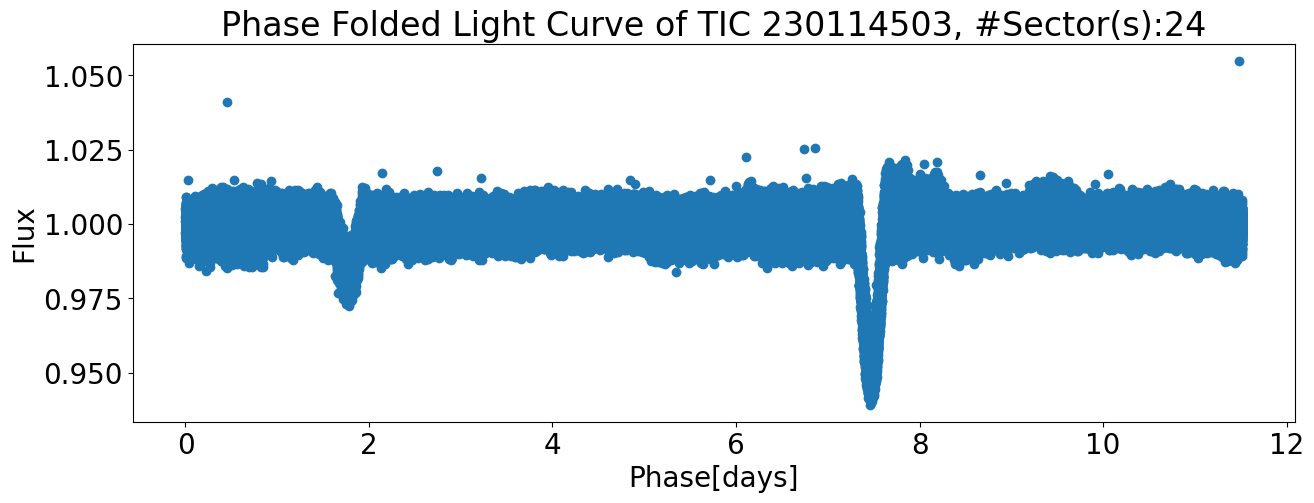 Phase Folded Light Curve of TIC 230114503, #Sector(s):24
1.050
1.025
1.000
0.975
0.950
Flux
0 2 4 6 8 10 12
Phase[days]